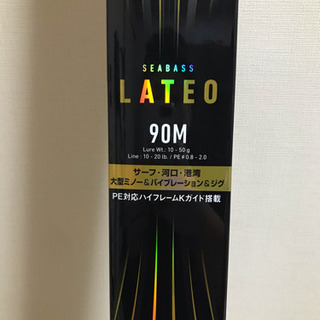 SEABASS
LATEO
90M
Lure Wt.: 10 - 50g
Line : 10 - 20 lb. / PE # 0.8 - 2.0
サーフ・河口・港湾
大型ミノー&バイブレーション&ジグ
PE対応ハイフレームKガイド搭載